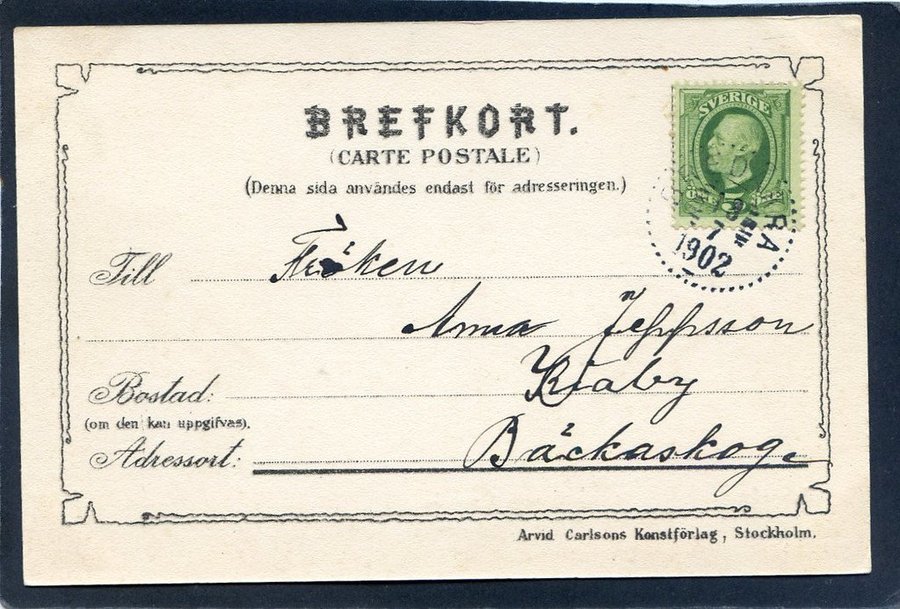 BREFKORT.
(CARTE POSTALE)
(Denna sida användes endast för adresseringen.)
SVERIGE
1902
Till Fröken
Anna Jeppsson
Bostad: Kiaby
(om den kan uppgifvas).
Adressort: Bäckaskog
Arvid Carlsons Konstförlag, Stockholm.